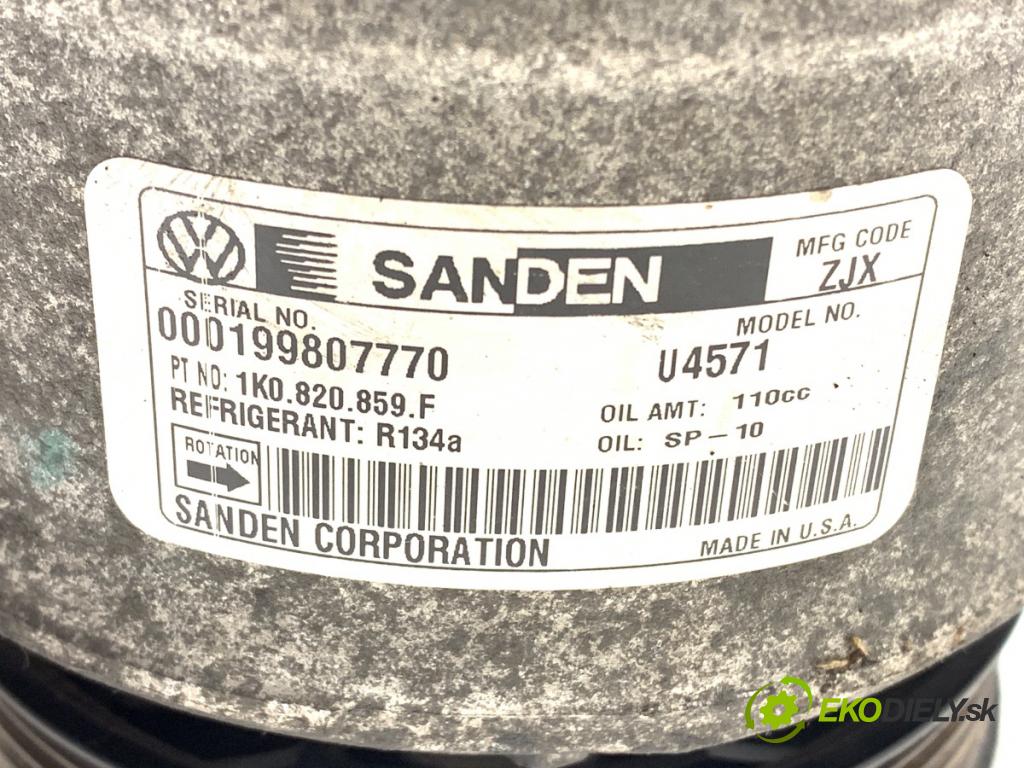 SANDEN
MFG CODE
ZJX
SERIAL NO.
00D199807770
MODEL NO.
U4571
PT NO: 1K0.820.859.F
OIL AMT: 110cc
REFRIGERANT: R134a
OIL: SP-10
ROTATION
SANDEN CORPORATION
MADE IN U.S.A.
EKODIELY.sk